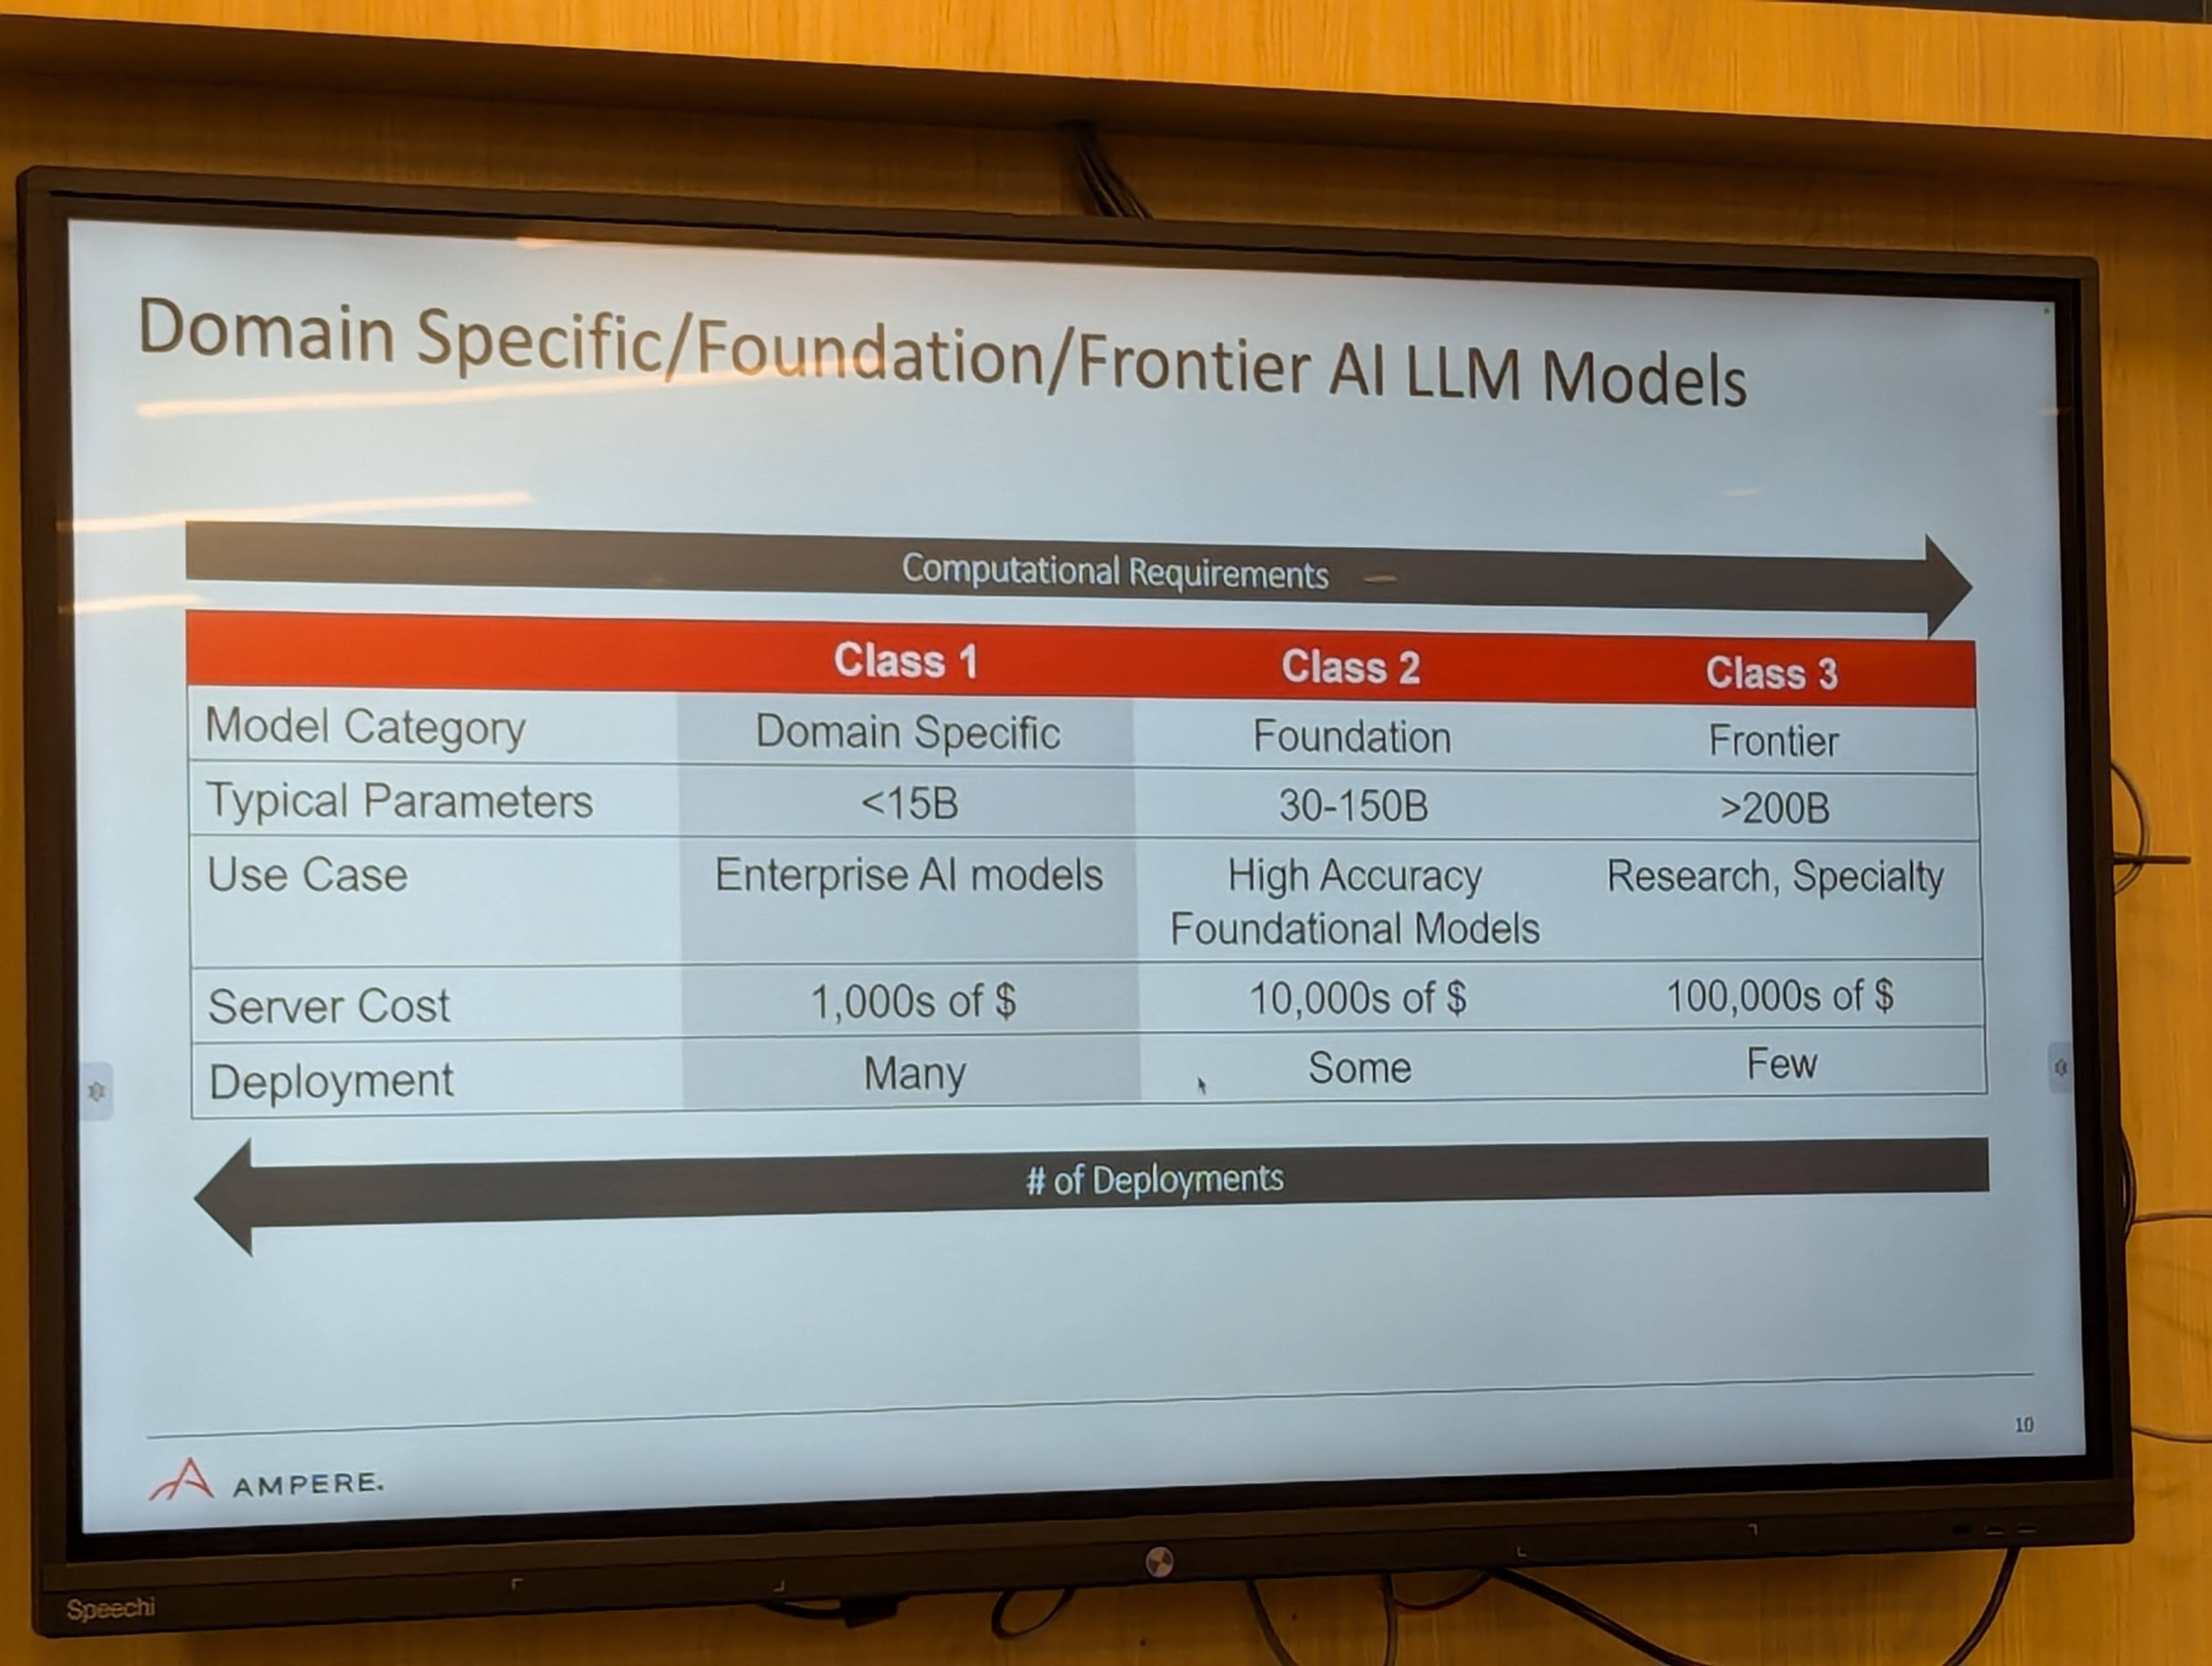 Domain Specific/Foundation/Frontier AI LLM Models
Computational Requirements
Class 1 Class 2 Class 3
Model Category Domain Specific Foundation Frontier
Typical Parameters <15B 30-150B >200B
Use Case Enterprise AI models High Accuracy Research, Specialty
Foundational Models
Server Cost 1,000s of $ 10,000s of $ 100,000s of $
Deployment Many Some Few
# of Deployments
10
AMPERE.
Speechi